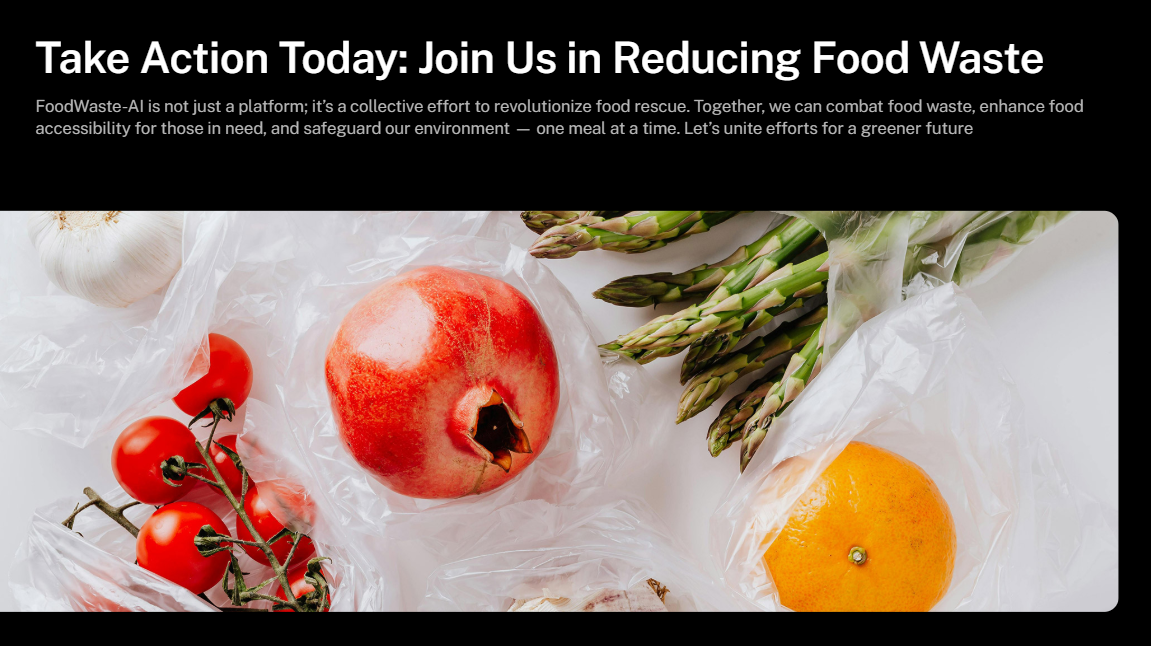 Take Action Today: Join Us in Reducing Food Waste
FoodWaste-AI is not just a platform; it's a collective effort to revolutionize food rescue. Together, we can combat food waste, enhance food
accessibility for those in need, and safeguard our environment — one meal at a time. Let's unite efforts for a greener future